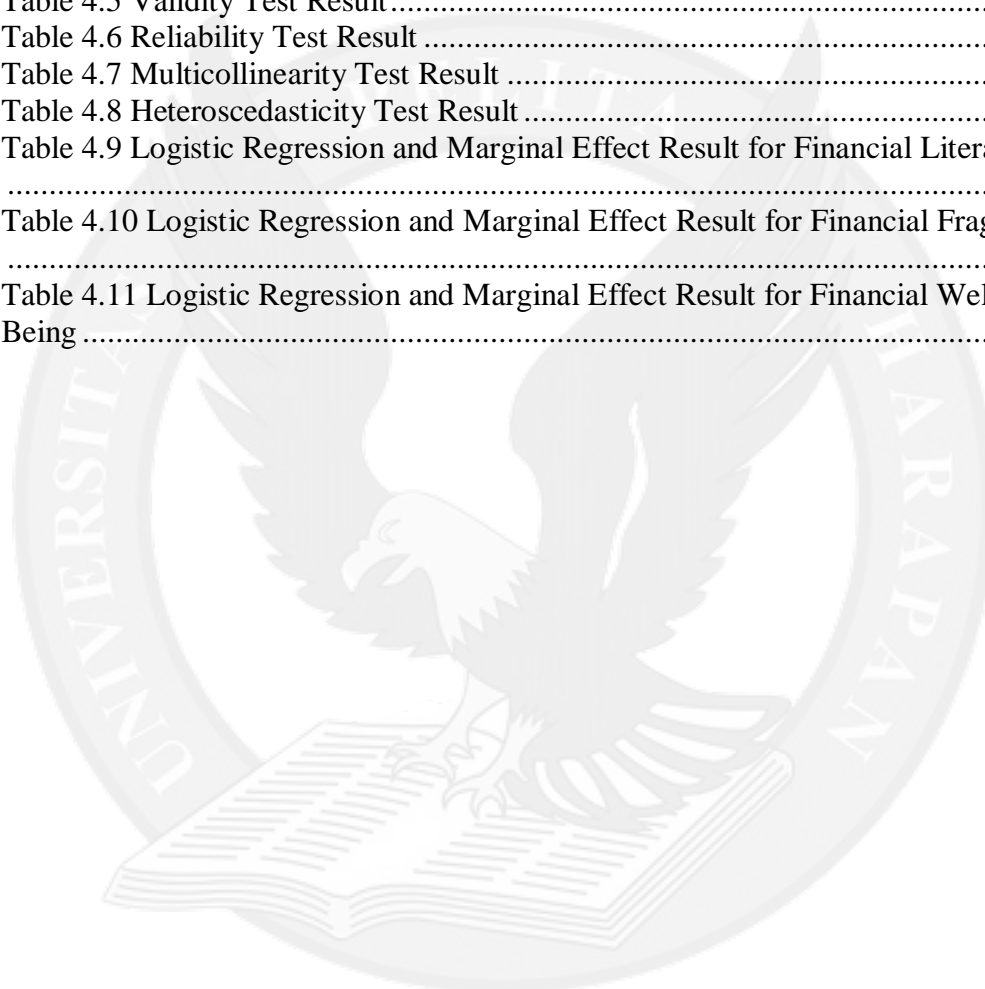 Table 4.5 Validity Test Result........................................................................
Table 4.6 Reliability Test Result ....................................................................
Table 4.7 Multicollinearity Test Result ..........................................................
Table 4.8 Heteroscedasticity Test Result ........................................................
Table 4.9 Logistic Regression and Marginal Effect Result for Financial
........................................................................................................................
Table 4.10 Logistic Regression and Marginal Effect Result for Financial
........................................................................................................................
Table 4.11 Logistic Regression and Marginal Effect Result for Financial
Being ..............................................................................................................
UNIVERSITAS PELITA HARAPAN